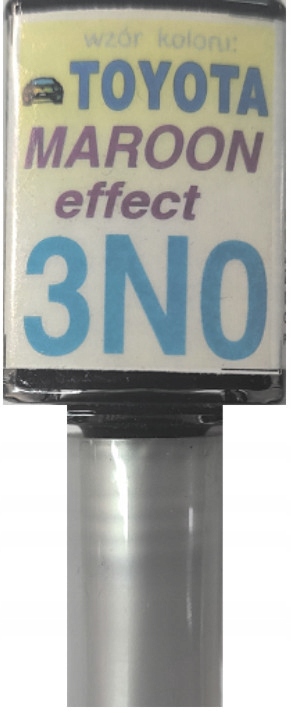 wzór koloru:
TOYOTA
MAROON
effect
3N0